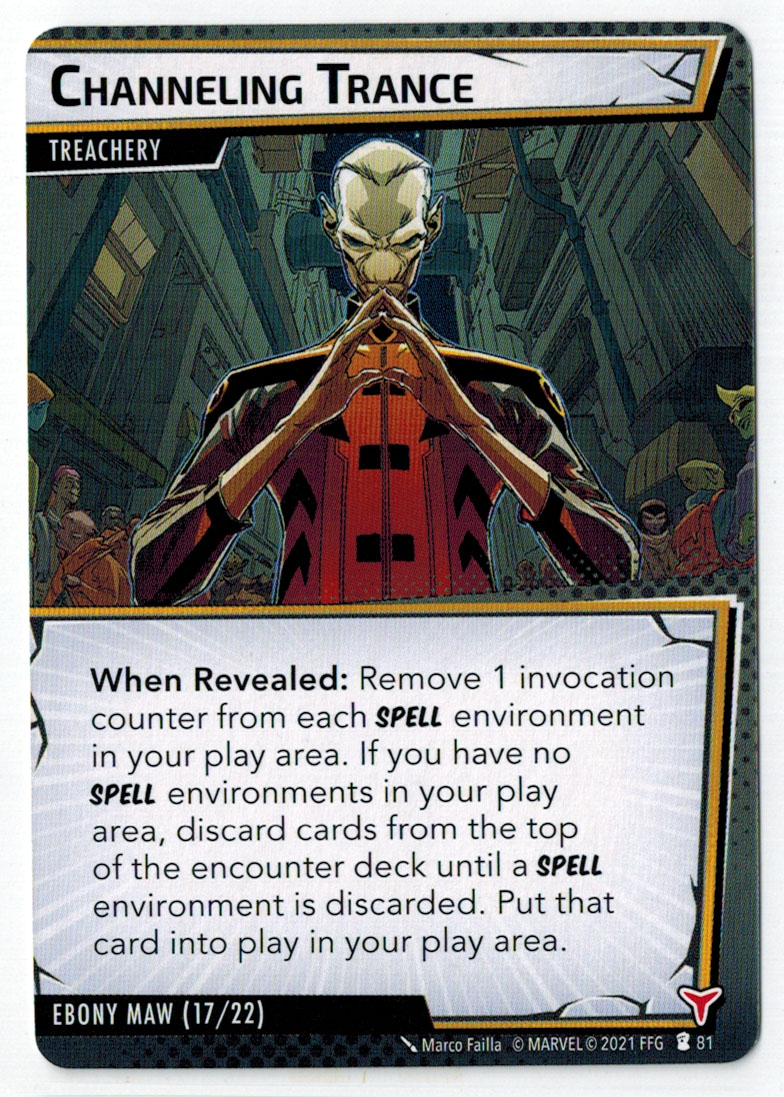 CHANNELING TRANCE
TREACHERY
When Revealed: Remove 1 invocation
counter from each SPELL environment
in your play area. If you have no
SPELL environments in your play
area, discard cards from the top
of the encounter deck until a SPELL
environment is discarded. Put that
card into play in your play area.
EBONY MAW (17/22)
Marco Failla © MARVEL © 2021 FFG 81